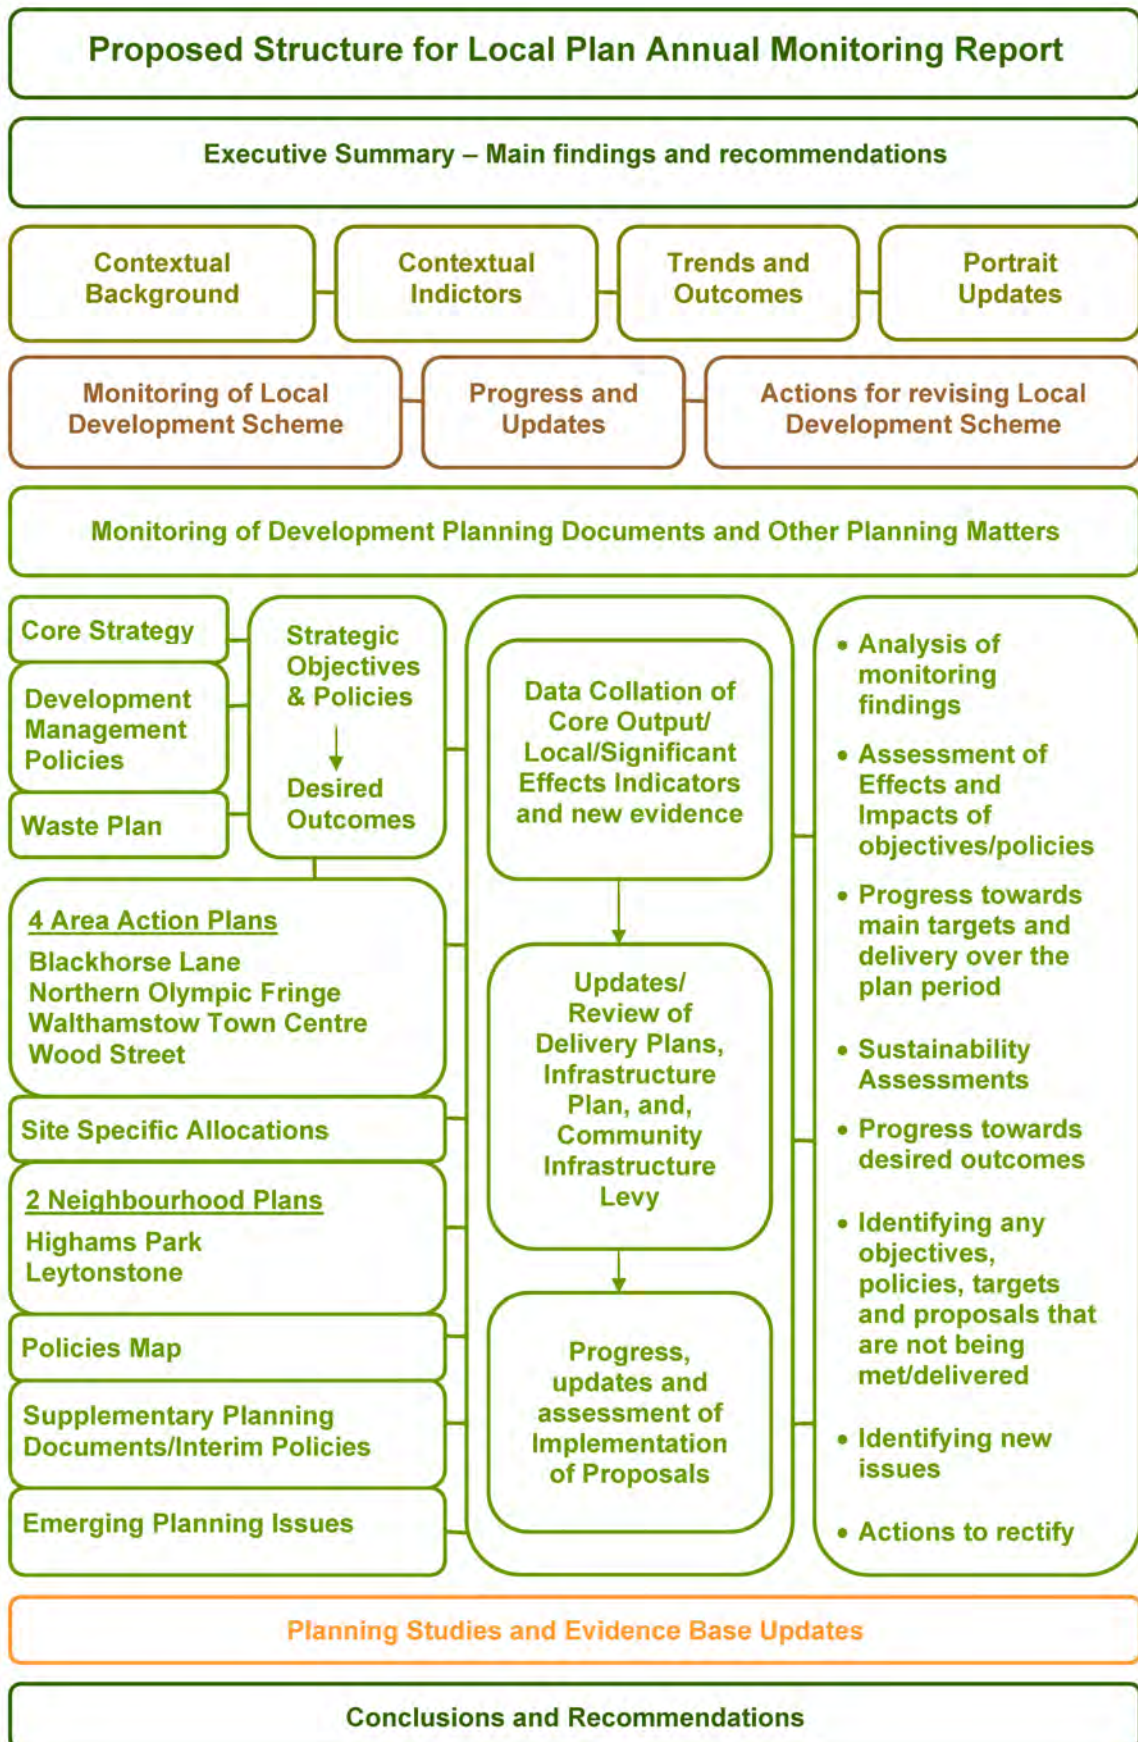 Proposed Structure for Local Plan Annual Monitoring Report
Executive Summary – Main findings and recommendations
Contextual
Background
Contextual
Indictors
Trends and
Outcomes
Portrait
Updates
Monitoring of Local
Development Scheme
Progress and
Updates
Actions for revising Local
Development Scheme
Monitoring of Development Planning Documents and Other Planning Matters
Core Strategy
Development
Management
Policies
Waste Plan
Strategic
Objectives
& Policies
Desired
Outcomes
4 Area Action Plans
Blackhorse Lane
Northern Olympic Fringe
Walthamstow Town Centre
Wood Street
Site Specific Allocations
2 Neighbourhood Plans
Highams Park
Leytonstone
Policies Map
Supplementary Planning
Documents/Interim Policies
Emerging Planning Issues
Data Collation of
Core Output/
Local/Significant
Effects Indicators
and new evidence
Updates/
Review of
Delivery Plans,
Infrastructure
Plan, and,
Community
Infrastructure
Levy
Progress,
updates and
assessment of
Implementation
of Proposals
• Analysis of
monitoring
findings
• Assessment of
Effects and
Impacts of
objectives/policies
• Progress towards
main targets and
delivery over the
plan period
• Sustainability
Assessments
• Progress towards
desired outcomes
• Identifying any
objectives,
policies, targets
and proposals that
are not being
met/delivered
• Identifying new
issues
• Actions to rectify
Planning Studies and Evidence Base Updates
Conclusions and Recommendations